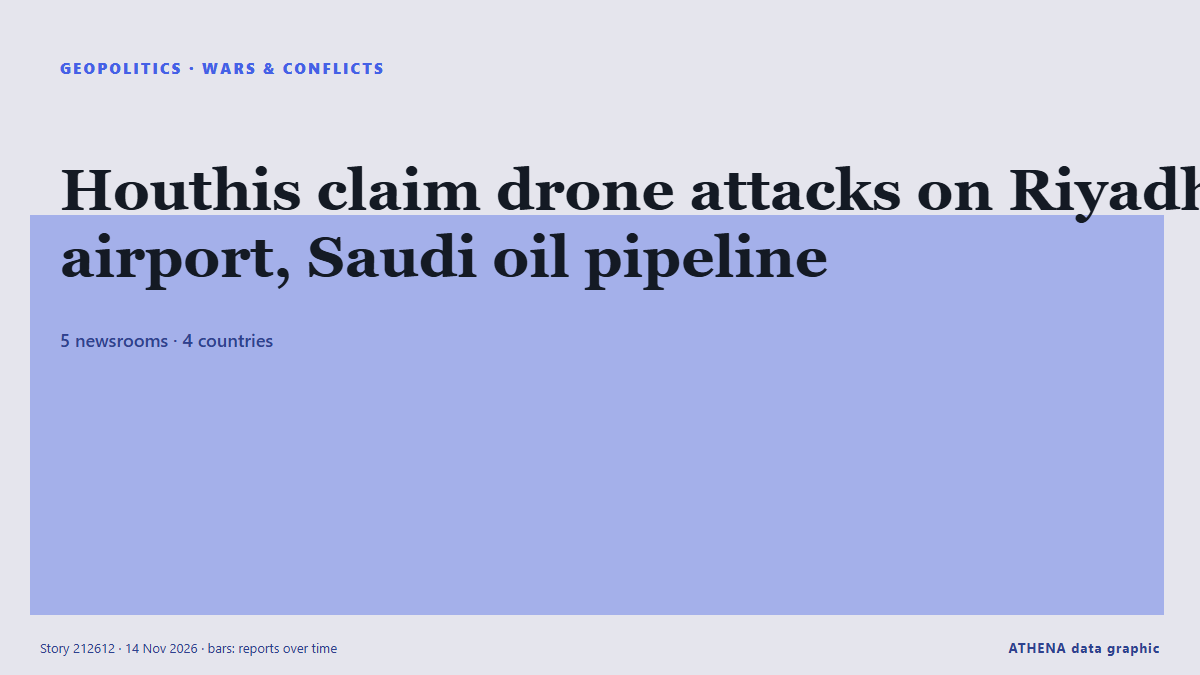 GEOPOLITICS · WARS & CONFLICTS
Houthis claim drone attacks on Riyadh
airport, Saudi oil pipeline
5 newsrooms · 4 countries
Story 212612 · 14 Nov 2026 · bars: reports over time
ATHENA data graphic